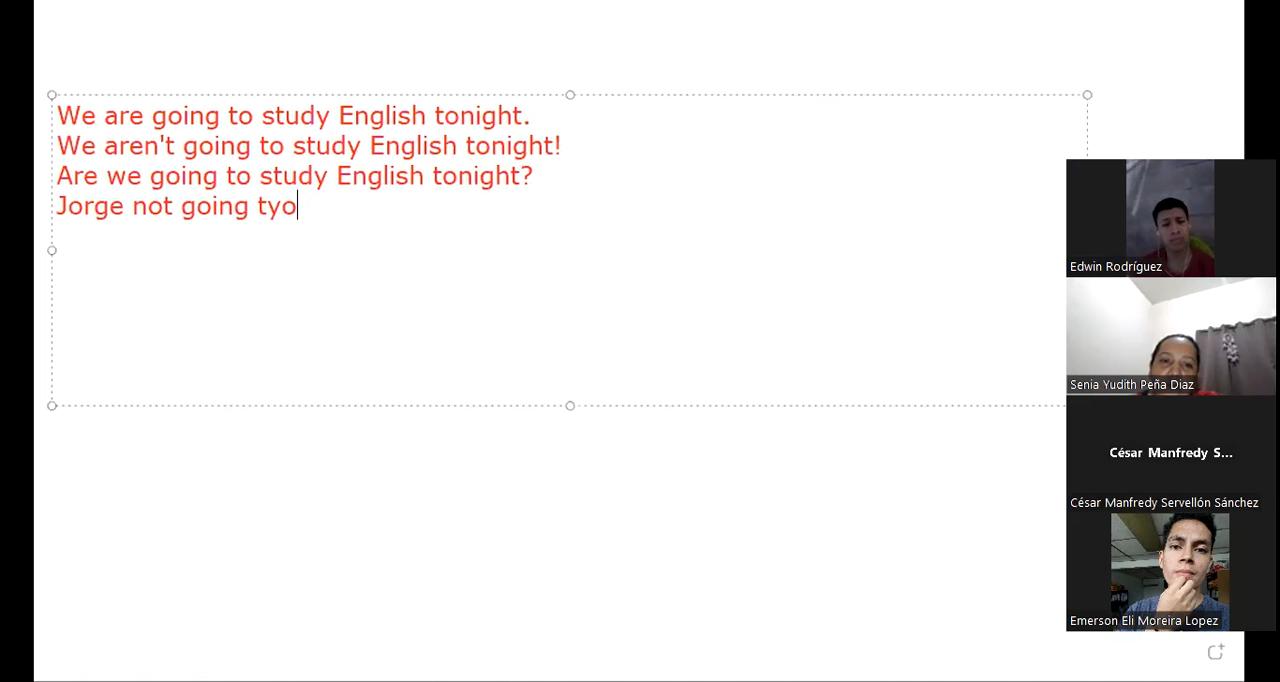 We are going to study English tonight.
We aren't going to study English tonight!
Are we going to study English tonight?
Jorge not going tyo
Edwin Rodríguez
Senia Yudith Peña Diaz
César Manfredy S...
César Manfredy Servellón Sánchez
Emerson Eli Moreira Lopez